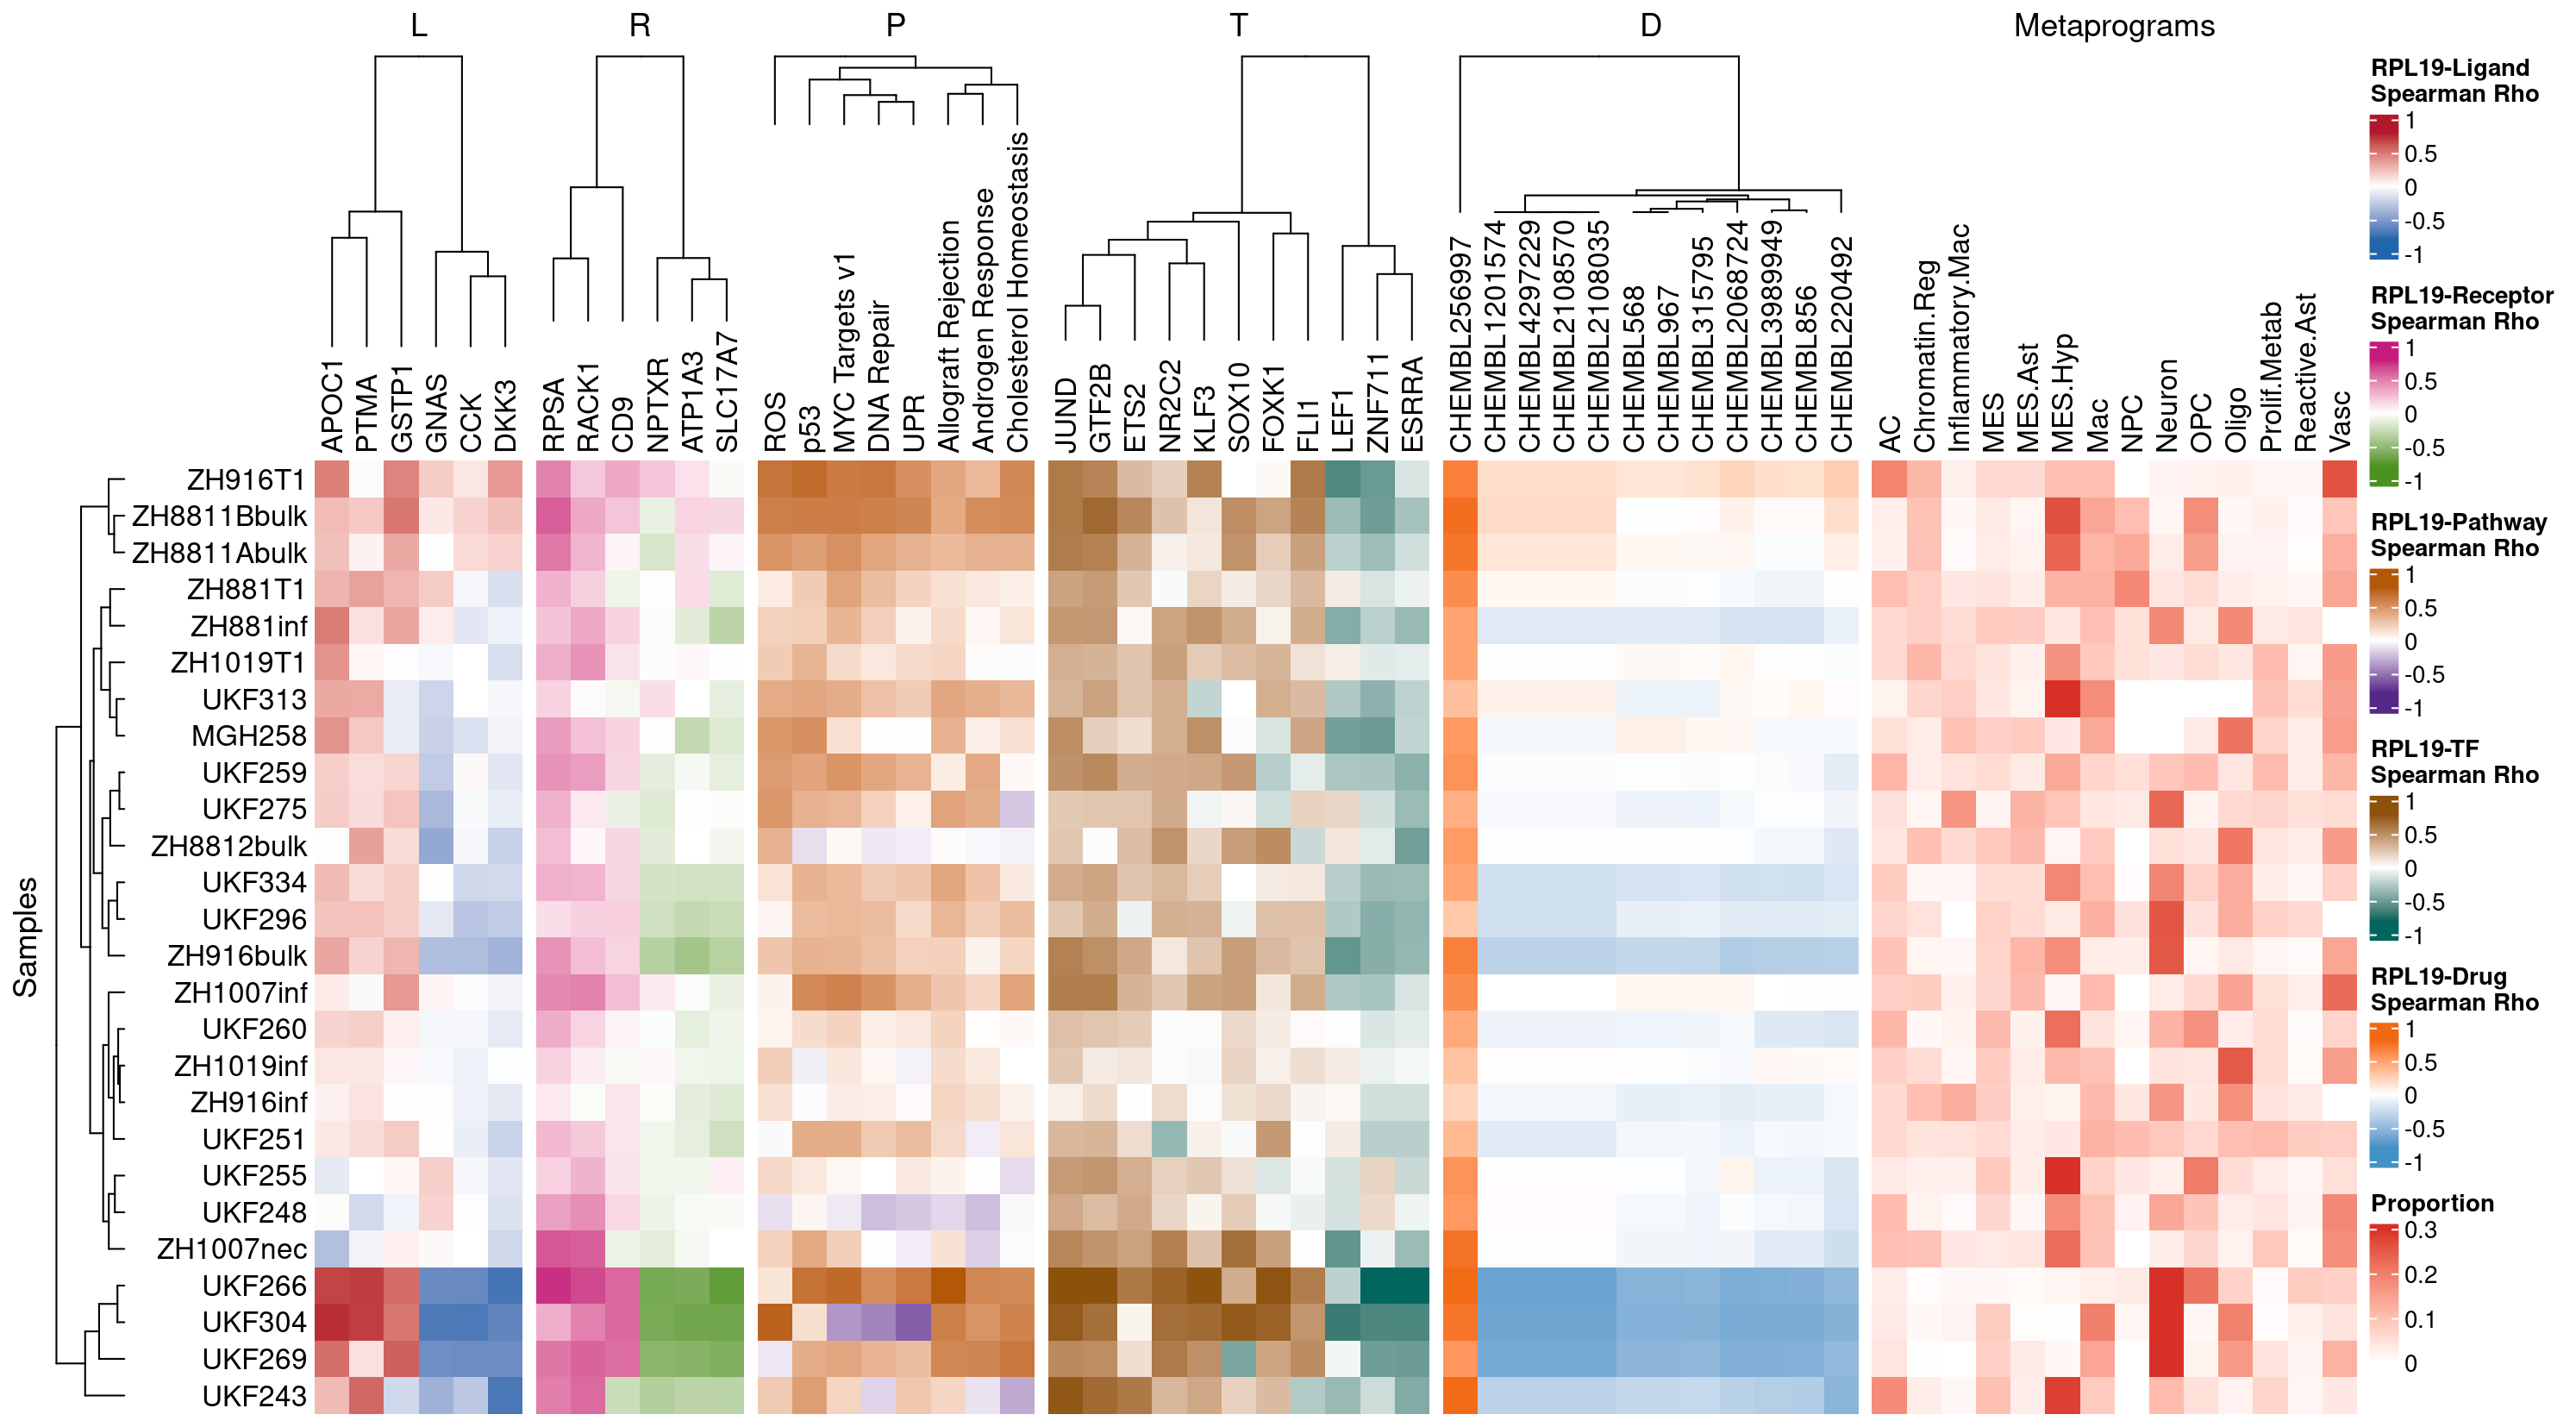 L R P T D Metaprograms
APOC1
PTMA
GSTP1
GNAS
CCK
DKK3
RPSA
RACK1
CD9
NPTXR
ATP1A3
SLC17A7
ROS
p53
MYC Targets v1
DNA Repair
UPR
Allograft Rejection
Androgen Response
Cholesterol Homeostasis
JUND
GTF2B
ETS2
NR2C2
KLF3
SOX10
FOXK1
FLI1
LEF1
ZNF711
ESRRA
CHEMBL256997
CHEMBL1201574
CHEMBL4297229
CHEMBL2108570
CHEMBL2108035
CHEMBL568
CHEMBL967
CHEMBL315795
CHEMBL2068724
CHEMBL3989949
CHEMBL856
CHEMBL220492
AC
Chromatin.Reg
Inflammatory.Mac
MES
MES.Ast
MES.Hyp
Mac
NPC
Neuron
OPC
Oligo
Prolif.Metab
Reactive.Ast
Vasc
Samples
ZH916T1
ZH8811Bbulk
ZH8811Abulk
ZH881T1
ZH881inf
ZH1019T1
UKF313
MGH258
UKF259
UKF275
ZH8812bulk
UKF334
UKF296
ZH916bulk
ZH1007inf
UKF260
ZH1019inf
ZH916inf
UKF251
UKF255
UKF248
ZH1007nec
UKF266
UKF304
UKF269
UKF243
RPL19-Ligand
Spearman Rho
1
0.5
0
-0.5
-1
RPL19-Receptor
Spearman Rho
1
0.5
0
-0.5
-1
RPL19-Pathway
Spearman Rho
1
0.5
0
-0.5
-1
RPL19-TF
Spearman Rho
1
0.5
0
-0.5
-1
RPL19-Drug
Spearman Rho
1
0.5
0
-0.5
-1
Proportion
0.3
0.2
0.1
0